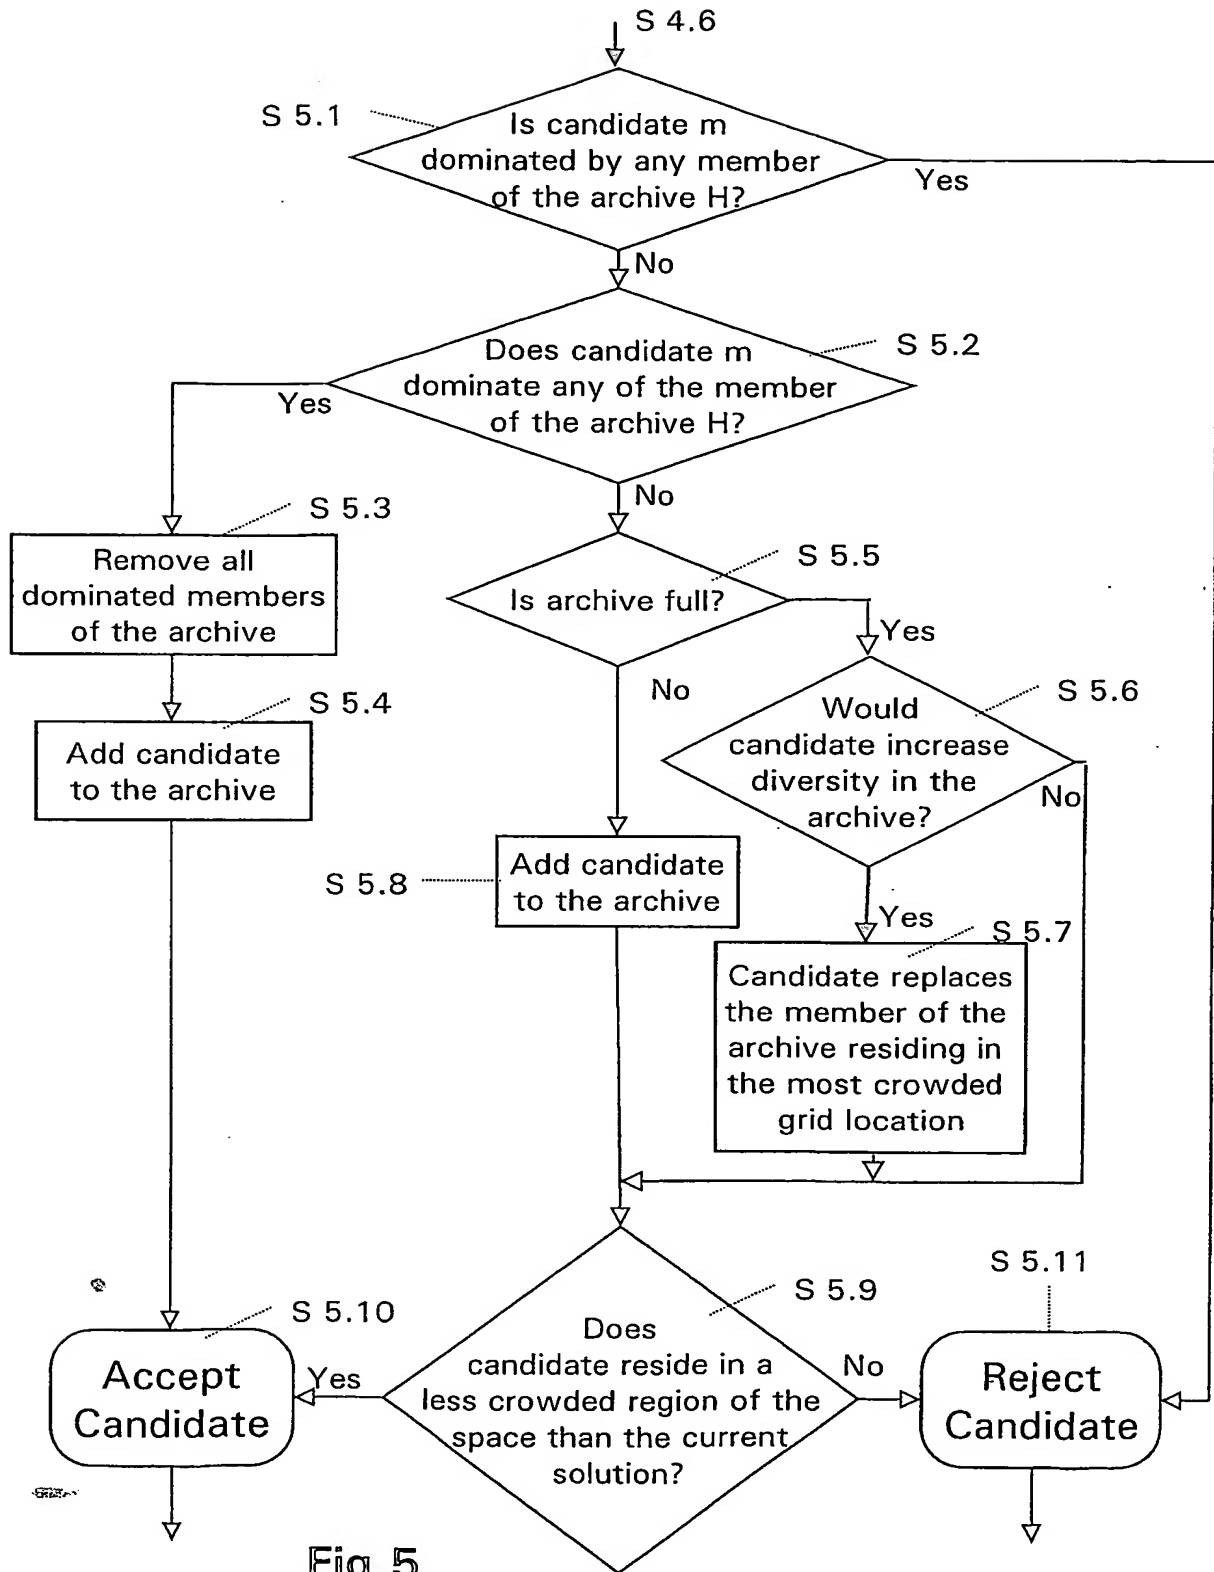 S 4.6
S 5.1
Is candidate m
dominated by any member
of the archive H?
Yes
No
Does candidate m
dominate any of the member
of the archive H?
S 5.2
Yes
No
S 5.3
Remove all
dominated members
of the archive
S 5.5
Is archive full?
Yes
No
S 5.4
Add candidate
to the archive
S 5.6
Would
candidate increase
diversity in the
archive?
No
S 5.8
Add candidate
to the archive
Yes
S 5.7
Candidate replaces
the member of the
archive residing in
the most crowded
grid location
S 5.9
Does
candidate reside in a
less crowded region of the
space than the current
solution?
Yes
No
S 5.10
Accept
Candidate
S 5.11
Reject
Candidate
Fig 5